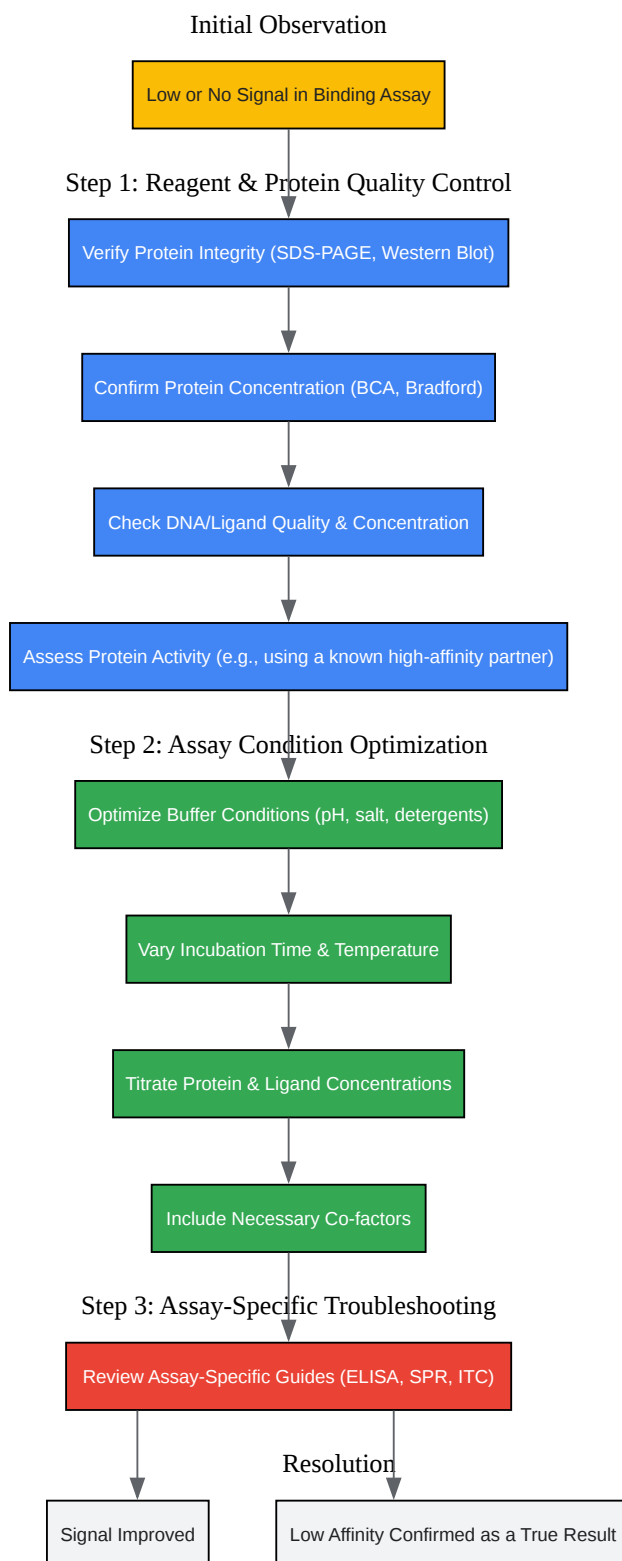 Initial Observation
Low or No Signal in Binding Assay
Step 1: Reagent & Protein Quality Control
Verify Protein Integrity (SDS-PAGE, Western Blot)
Confirm Protein Concentration (BCA, Bradford)
Check DNA/Ligand Quality & Concentration
Assess Protein Activity (e.g., using a known high-affinity partner)
Step 2: Assay Condition Optimization
Optimize Buffer Conditions (pH, salt, detergents)
Vary Incubation Time & Temperature
Titrate Protein & Ligand Concentrations
Include Necessary Co-factors
Step 3: Assay-Specific Troubleshooting
Review Assay-Specific Guides (ELISA, SPR, ITC)
Resolution
Signal Improved
Low Affinity Confirmed as a True Result